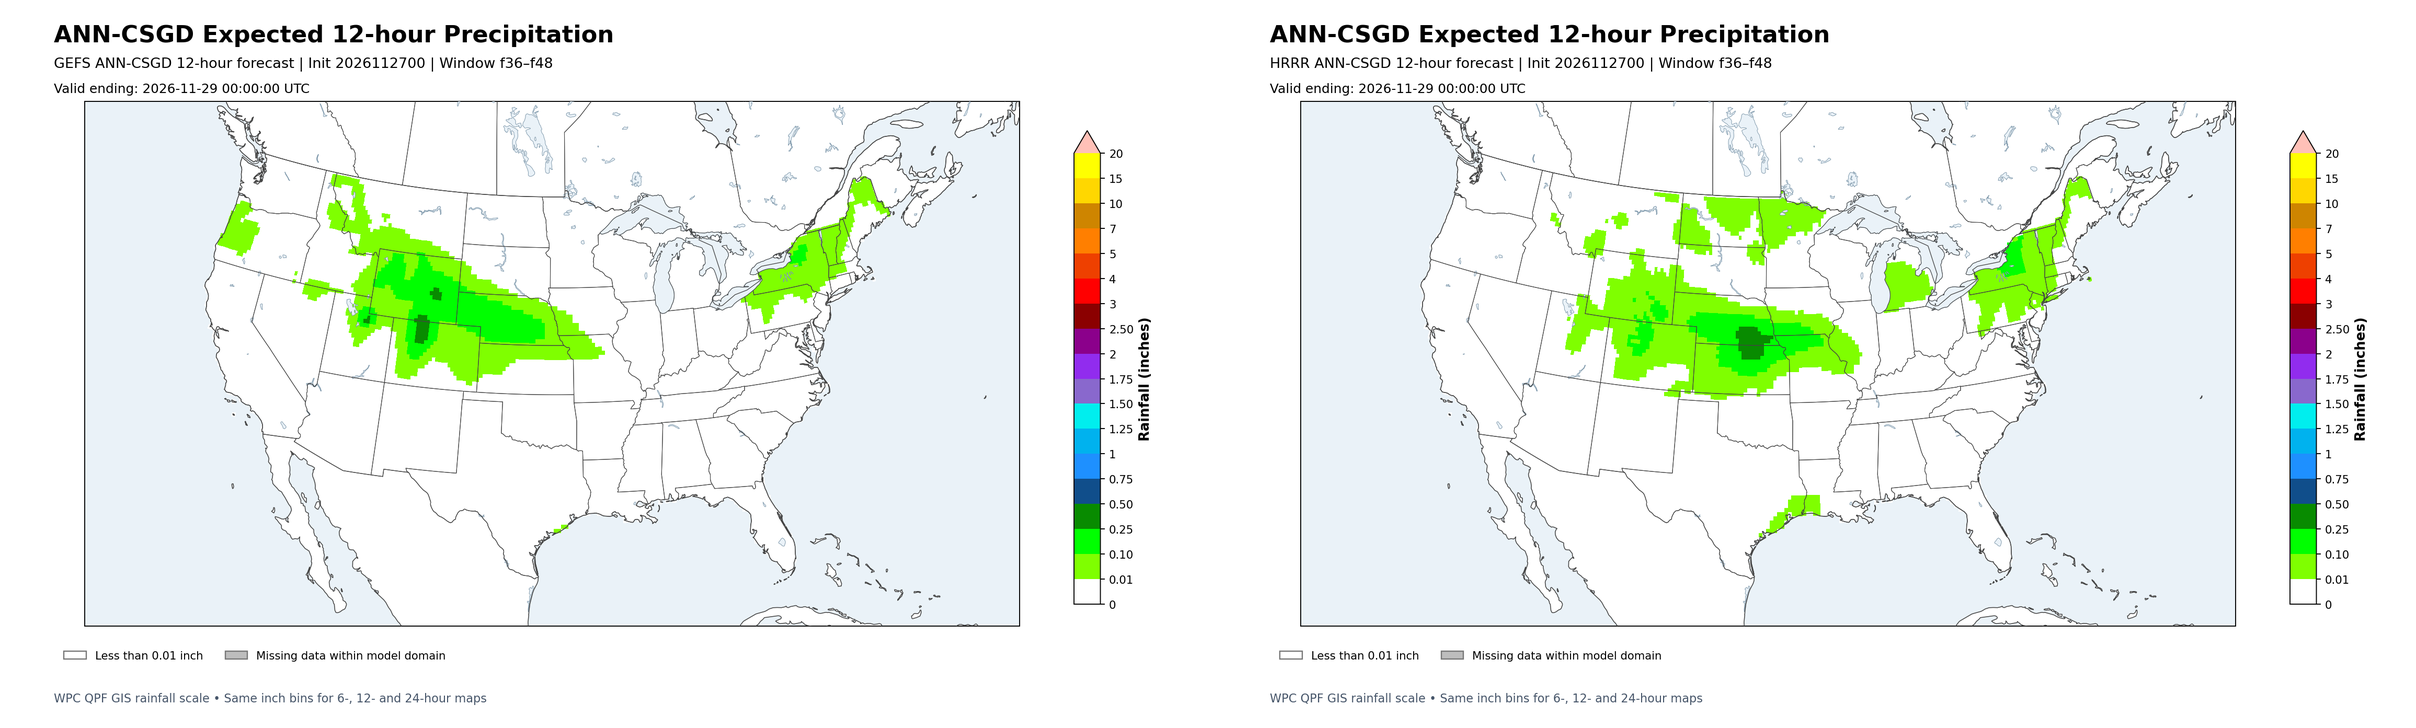 ANN-CSGD Expected 12-hour Precipitation
GEFS ANN-CSGD 12-hour forecast | Init 2026112700 | Window f36–f48
Valid ending: 2026-11-29 00:00:00 UTC
20
15
10
7
5
4
3
2.50
2
1.75
1.50
1.25
1
0.75
0.50
0.25
0.10
0.01
0
Rainfall (inches)
Less than 0.01 inch
Missing data within model domain
WPC QPF GIS rainfall scale • Same inch bins for 6-, 12- and 24-hour maps
ANN-CSGD Expected 12-hour Precipitation
HRRR ANN-CSGD 12-hour forecast | Init 2026112700 | Window f36–f48
Valid ending: 2026-11-29 00:00:00 UTC
20
15
10
7
5
4
3
2.50
2
1.75
1.50
1.25
1
0.75
0.50
0.25
0.10
0.01
0
Rainfall (inches)
Less than 0.01 inch
Missing data within model domain
WPC QPF GIS rainfall scale • Same inch bins for 6-, 12- and 24-hour maps